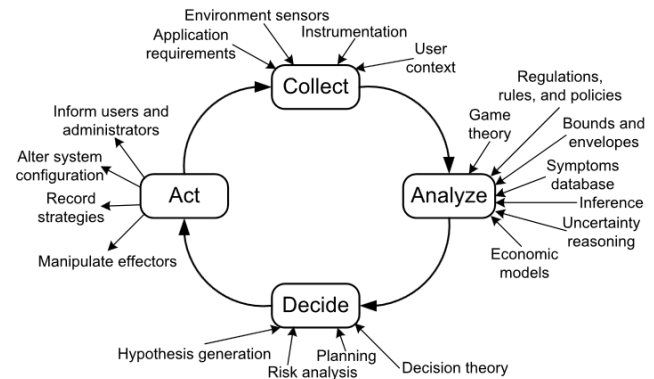 Environment sensors
Application
requirements
Instrumentation
User
context
Collect
Regulations,
rules, and policies
Game
theory
Bounds and
envelopes
Symptoms
database
Inference
Uncertainty
reasoning
Economic
models
Analyze
Inform users and
administrators
Alter system
configuration
Record
strategies
Manipulate effectors
Act
Decide
Hypothesis generation
Risk analysis
Planning
Decision theory